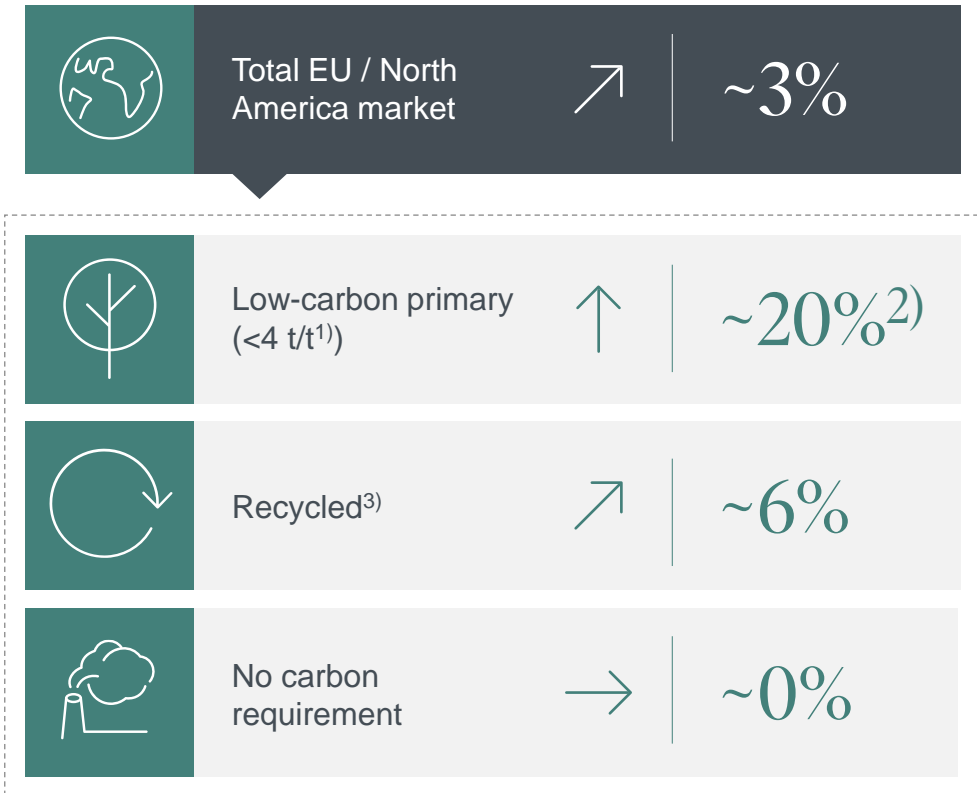 Total EU / North
America market
~3%
Low-carbon primary
(<4 t/t1))
~20%2)
Recycled3)
~6%
No carbon
requirement
~0%